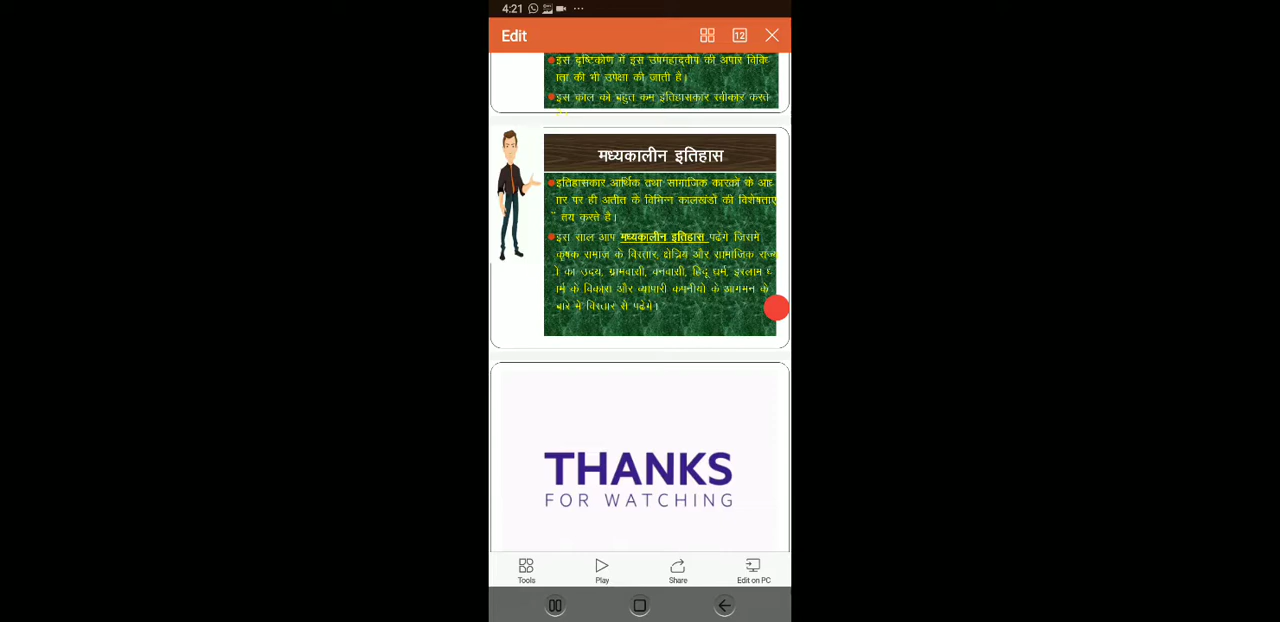 4:21
Edit
12
इस दृष्टिकोण में इस उपमहाद्वीप की अपार विविध
ता की भी उपेक्षा की जाती है।
इस काल को बहुत कम इतिहासकार स्वीकार करते
मध्यकालीन इतिहास
इतिहासकार आर्थिक तथा सामाजिक कारकों के आध
ार पर ही अतीत के विभिन्न कालखंडों की विशेषताए
ँ तय करते है।
इस साल आप मध्यकालीन इतिहास पढेंगे जिसमें
कृषक समाज के विस्तार, क्षेत्रिय और सामाजिक राज्य
ों का उदय, ग्रामवासी, वनवासी, हिंदू धर्म, इस्लाम ध
र्म के विकास और व्यापारी कंपनीयों के आगमन के
बारे में विस्तार से पढेंगे।
THANKS
FOR WATCHING
Tools Play Share Edit on PC